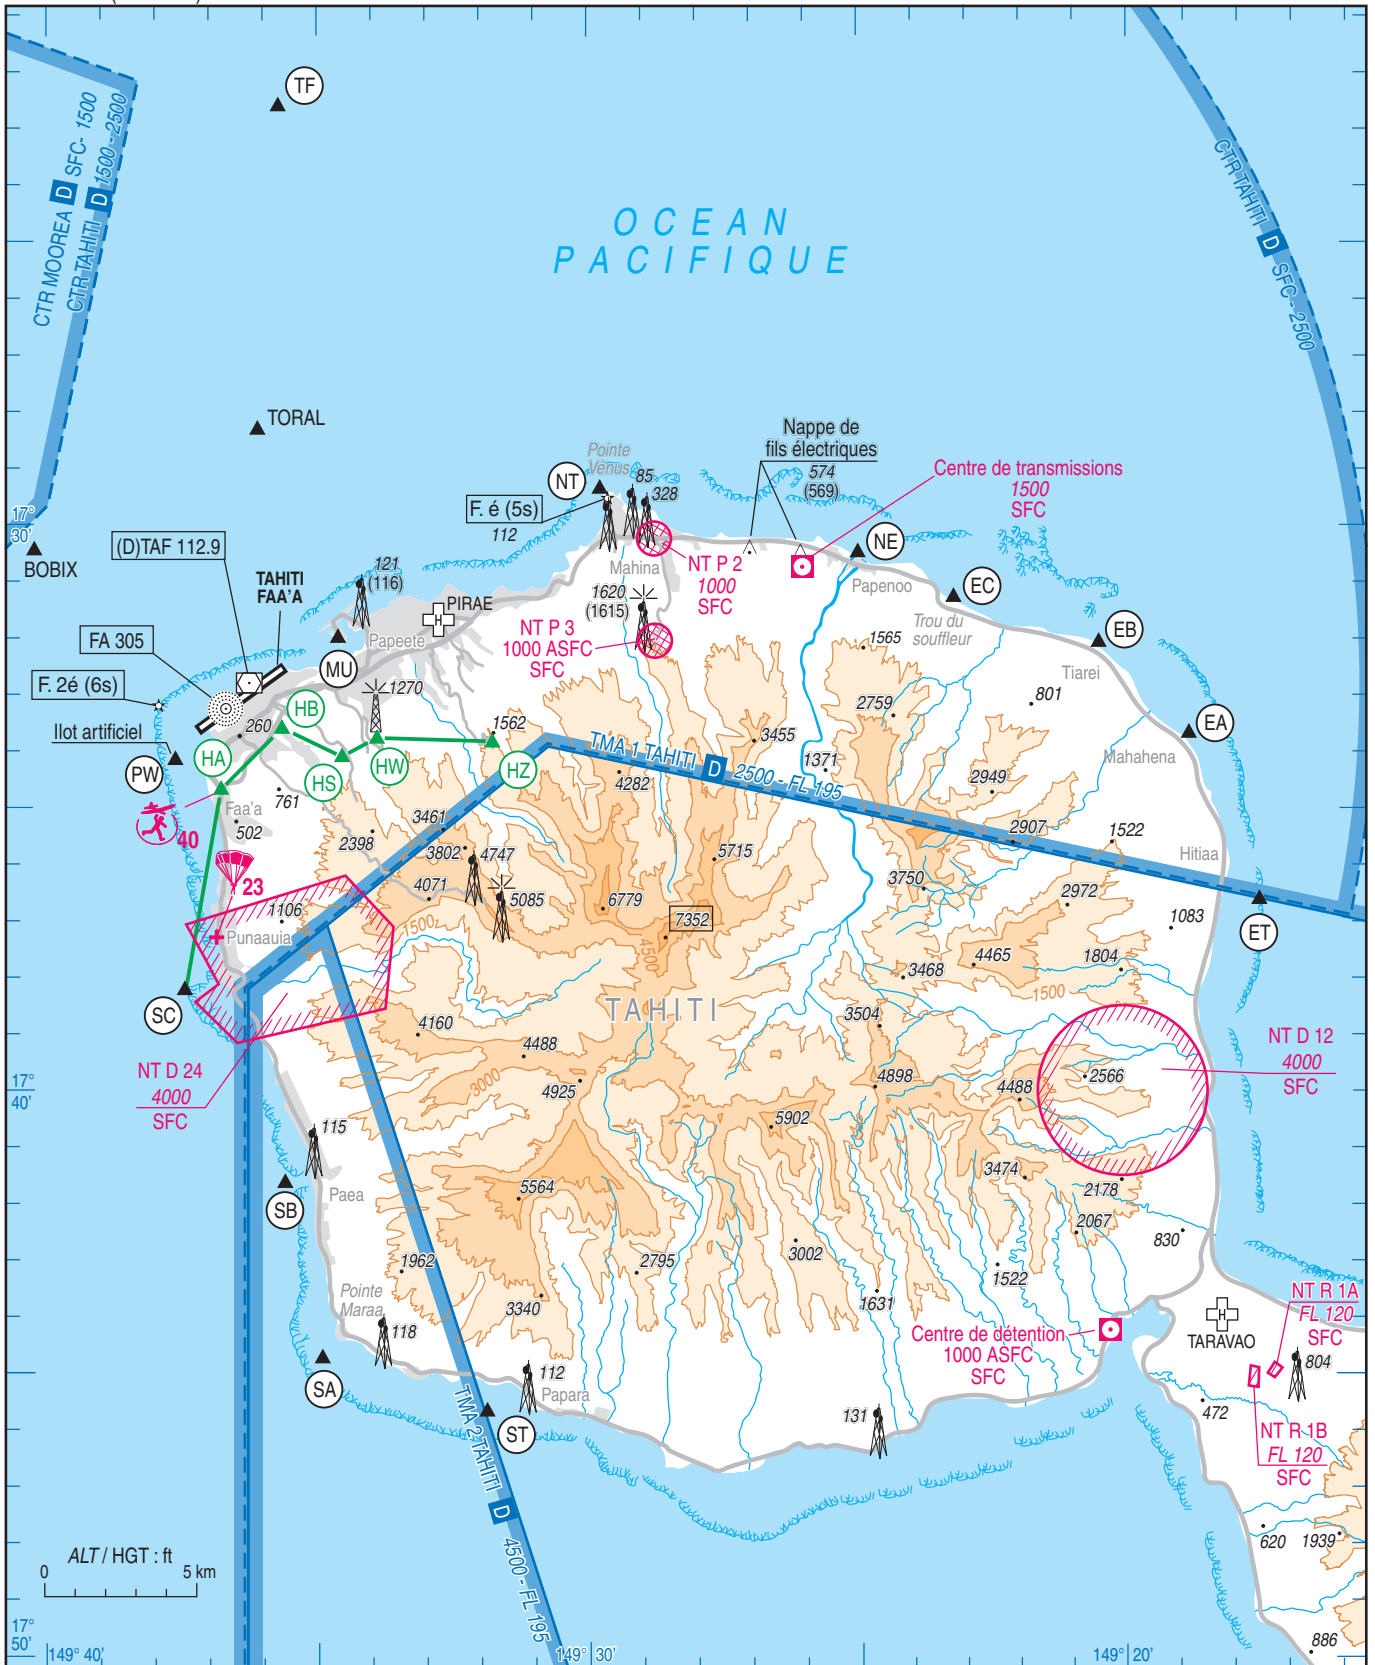 TF
CTR MOOREA D SFC- 1500
CTR TAHITI D 1500 - 2500
OCEAN
PACIFIQUE
CTR TAHITI D SFC - 2500
TORAL
Pointe
Vénus
NT
85
328
F. é (5s)
112
Nappe de
fils électriques
574
(569)
Centre de transmissions
1500
SFC
17°
30'
BOBIX
(D)TAF 112.9
TAHITI
FAA'A
121
(116)
PIRAE
Mahina
NT P 2
1000
SFC
NE
Papenoo
EC
Trou du
souffleur
EB
Tiarei
1620
(1615)
NT P 3
1000 ASFC
SFC
FA 305
Papeete
MU
F. 2é (6s)
1565
2759
801
Ilot artificiel
260
HB
1270
1562
EA
Mahahena
PW
HA
HS
HW
HZ
3455
1371
TMA 1 TAHITI D 2500 - FL 195
4282
2949
Faa'a
761
40
502
3461
2398
3802
4747
5715
2907
1522
Hitiaa
23
4071
5085
6779
3750
2972
1106
Punaauia
1500
7352
1083
ET
4500
3468
4465
1804
1500
SC
TAHITI
4160
3504
NT D 12
4000
SFC
NT D 24
4000
SFC
4488
3000
4925
4898
4488
2566
17°
40'
115
5902
3474
2178
Paea
SB
5564
2067
830
1962
2795
3002
1522
Pointe
Maraa
3340
1631
118
NT R 1A
FL 120
SFC
Centre de détention
1000 ASFC
SFC
TARAVAO
804
SA
112
Papara
131
472
ST
TMA 2 TAHITI D 4500 - FL 195
NT R 1B
FL 120
SFC
620
1939
ALT / HGT : ft
0
5 km
17°
50'
149° 40'
149° 30'
149° 20'
886